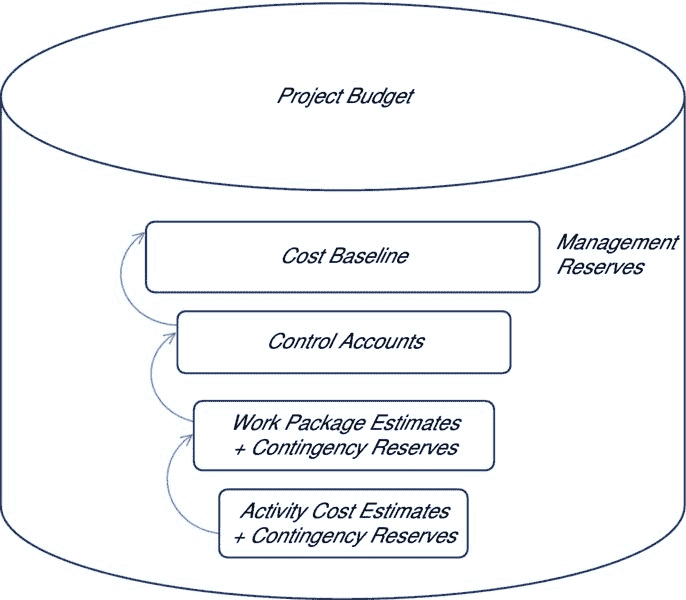 Project Budget
Cost Baseline
Management
Reserves
Control Accounts
Work Package Estimates
+ Contingency Reserves
Activity Cost Estimates
+ Contingency Reserves